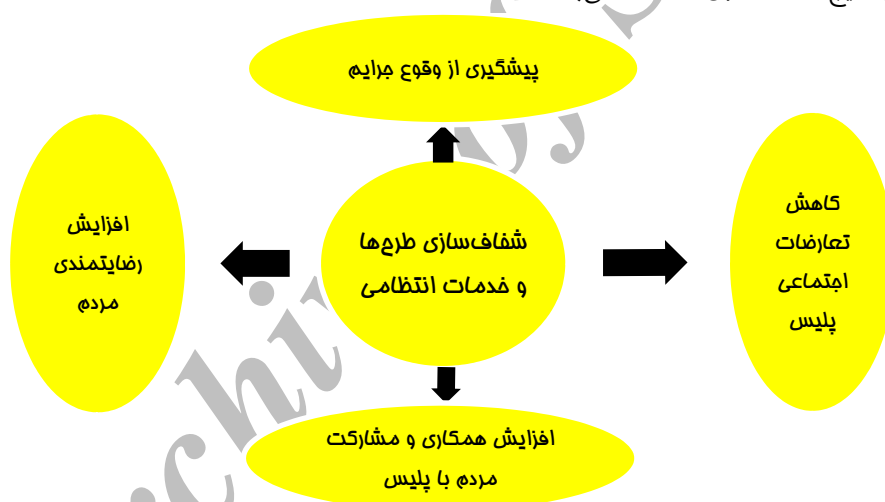 پیشگیری از وقوع جرایم
شفاف‌سازی طرح‌ها
و خدمات انتظامی
کاهش
تعارضات
اجتماعی
پلیس
افزایش
رضایتمندی
مردم
افزایش همکاری و مشارکت
مردم با پلیس